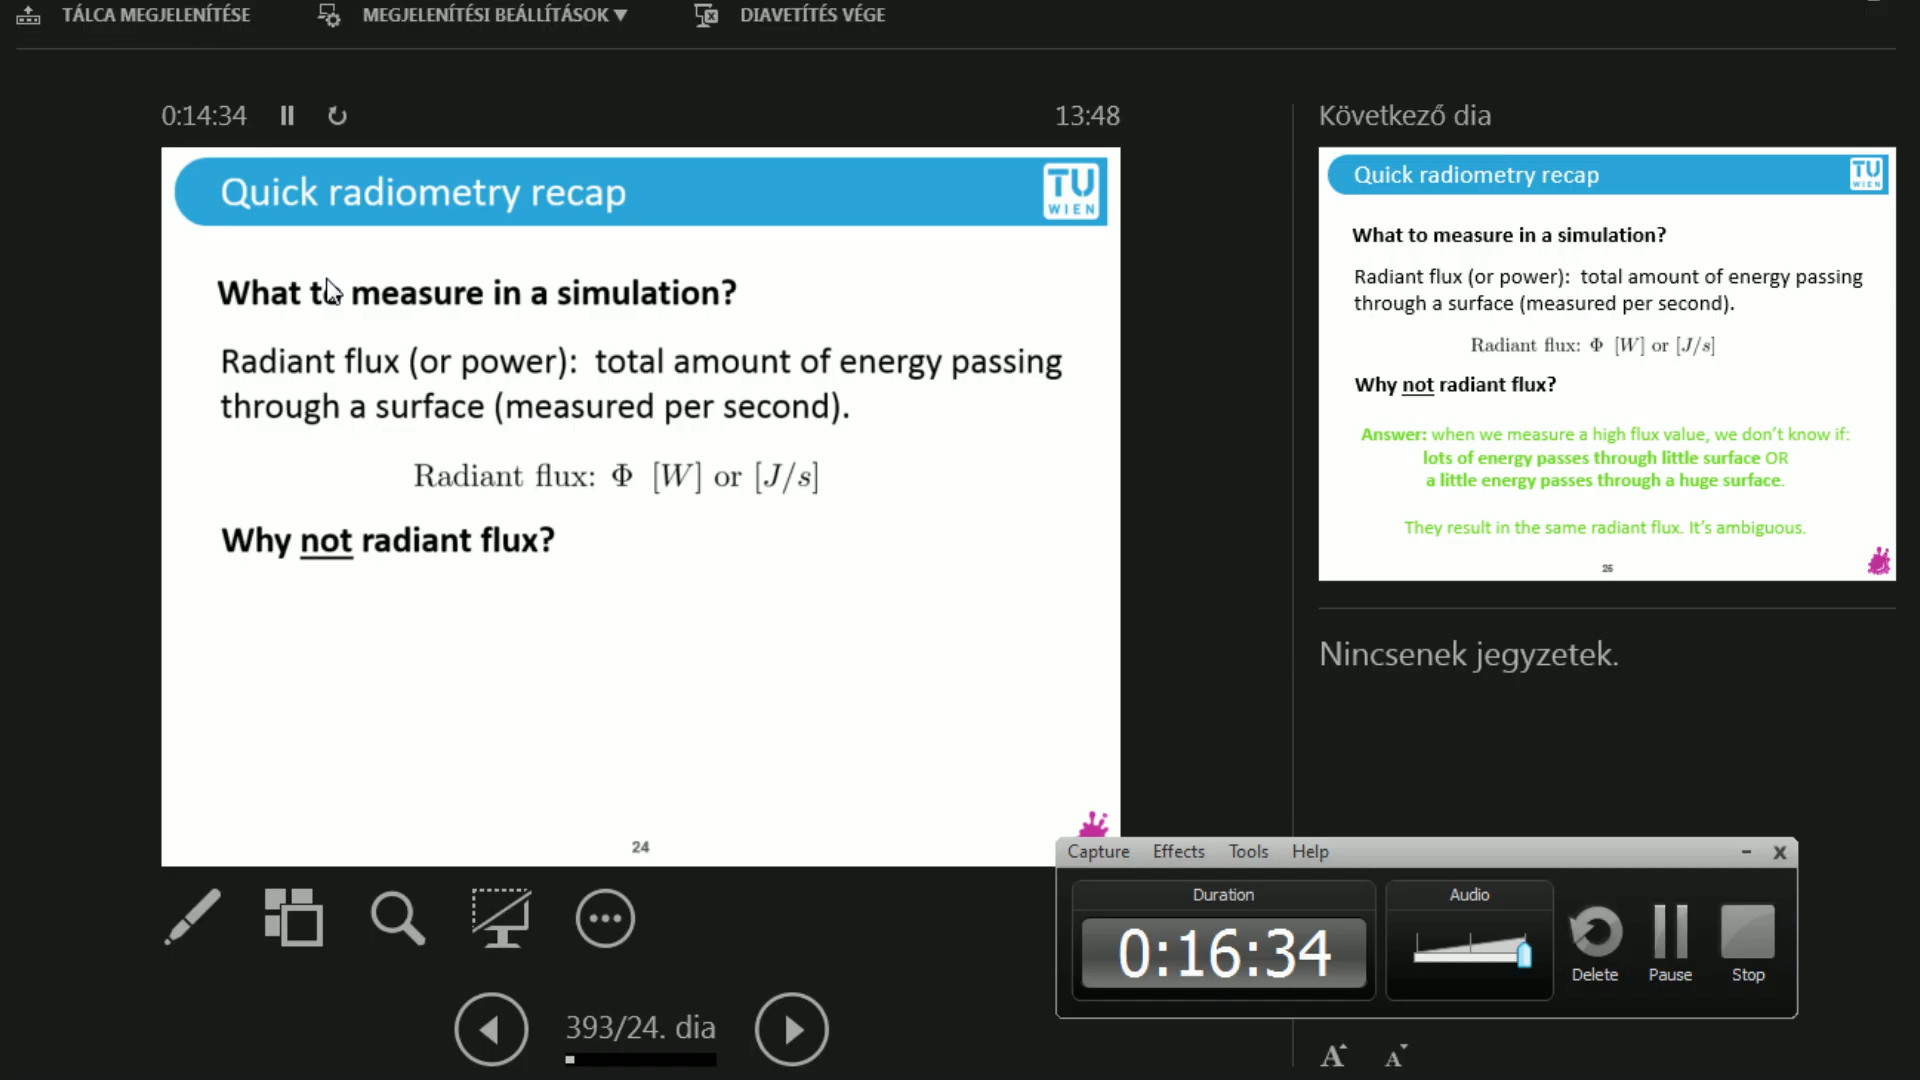 TÁLCA MEGJELENÍTÉSE
MEGJELENÍTÉSI BEÁLLÍTÁSOK ▼
DIAVETÍTÉS VÉGE
0:14:34
13:48
Quick radiometry recap
TU
WIEN
What to measure in a simulation?
Radiant flux (or power): total amount of energy passing
through a surface (measured per second).
Radiant flux: Φ [W] or [J/s]
Why not radiant flux?
24
393/24. dia
Következő dia
Quick radiometry recap
TU
WIEN
What to measure in a simulation?
Radiant flux (or power): total amount of energy passing
through a surface (measured per second).
Radiant flux: Φ [W] or [J/s]
Why not radiant flux?
Answer: when we measure a high flux value, we don't know if:
lots of energy passes through little surface OR
a little energy passes through a huge surface.
They result in the same radiant flux. It's ambiguous.
25
Nincsenek jegyzetek.
Capture Effects Tools Help
Duration
0:16:34
Audio
Delete
Pause
Stop
A A